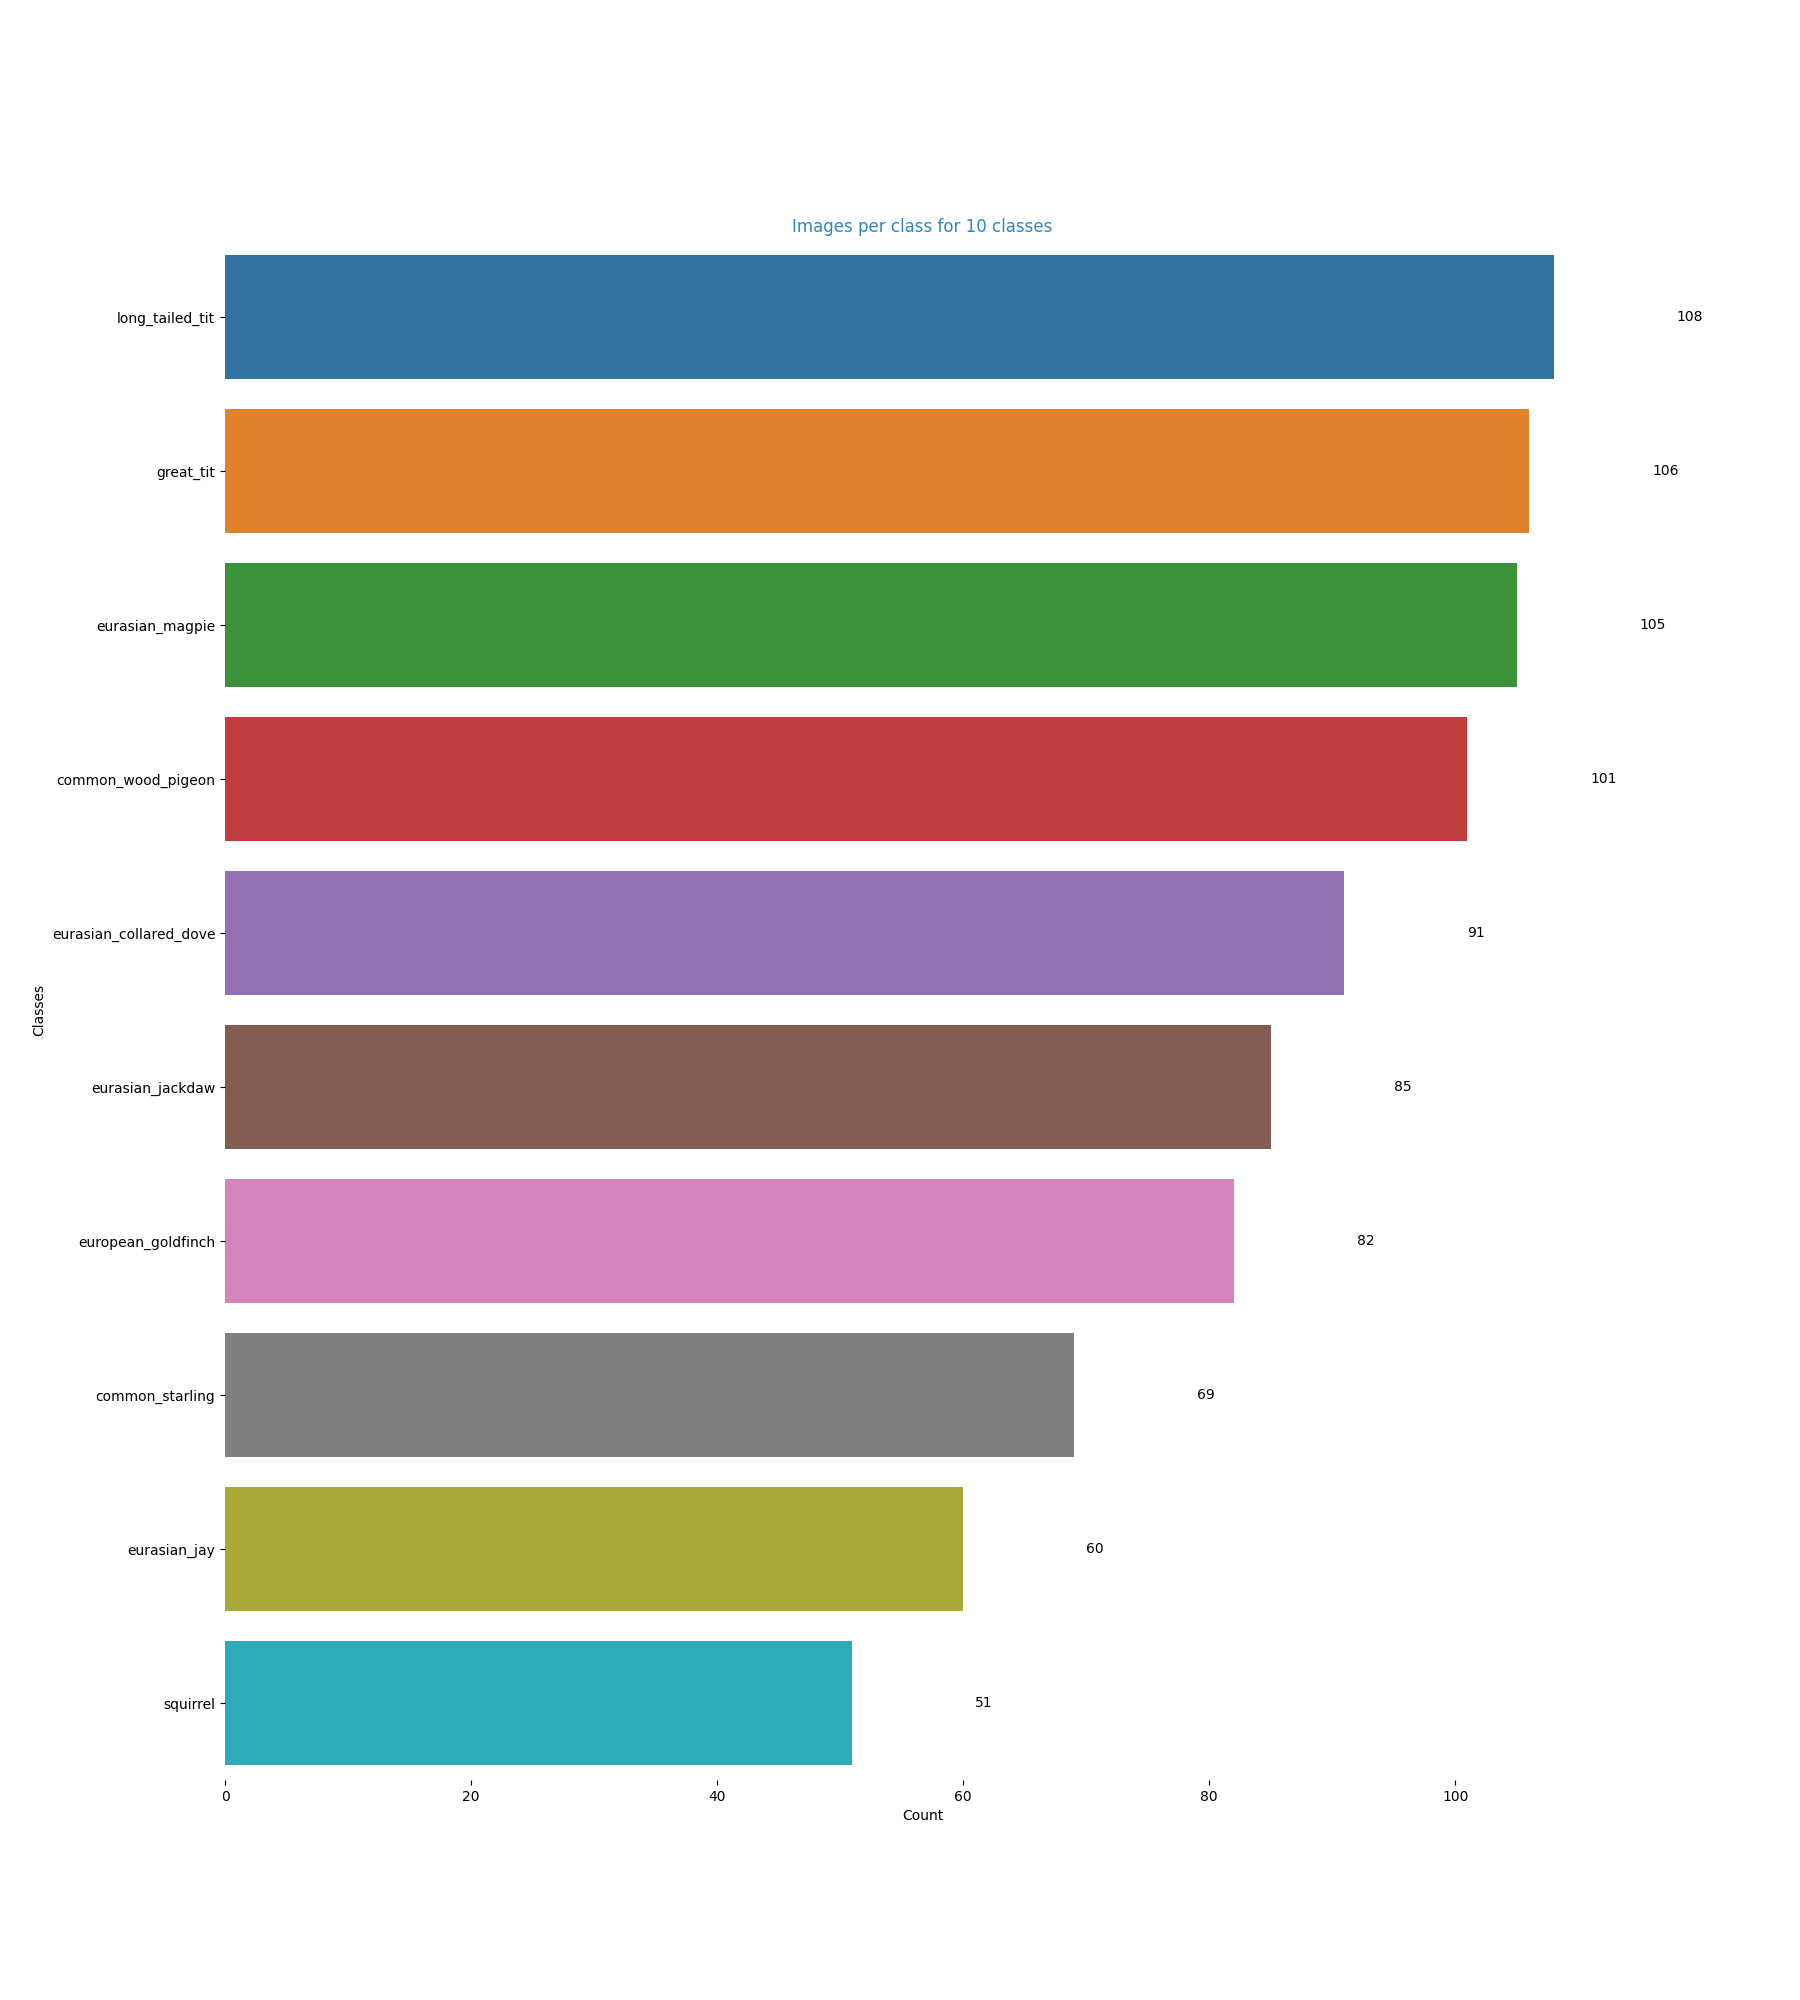 Images per class for 10 classes
long_tailed_tit
108
great_tit
106
eurasian_magpie
105
common_wood_pigeon
101
eurasian_collared_dove
91
Classes
eurasian_jackdaw
85
european_goldfinch
82
common_starling
69
eurasian_jay
60
squirrel
51
0 20 40 60 80 100
Count